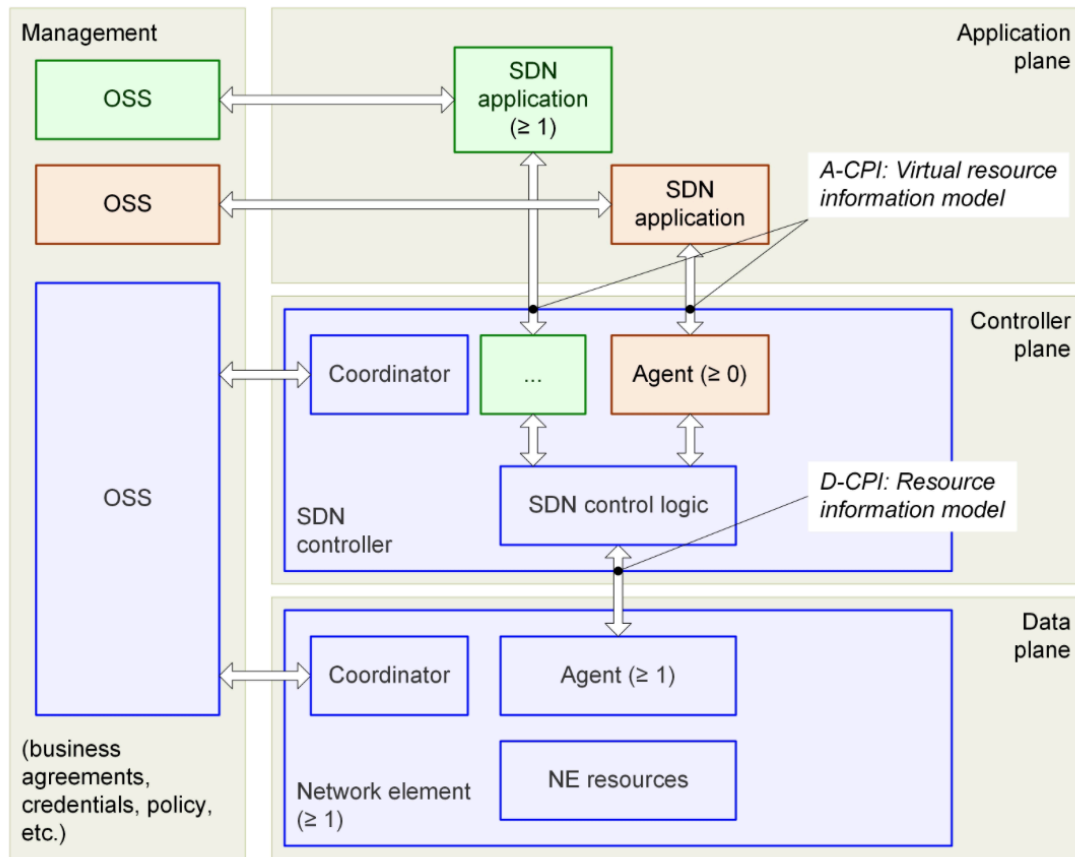 Management
OSS
OSS
OSS
(business
agreements,
credentials, policy,
etc.)
Application
plane
SDN
application
(≥ 1)
SDN
application
A-CPI: Virtual resource
information model
Controller
plane
Coordinator
...
Agent (≥ 0)
SDN control logic
SDN
controller
D-CPI: Resource
information model
Data
plane
Coordinator
Agent (≥ 1)
NE resources
Network element
(≥ 1)